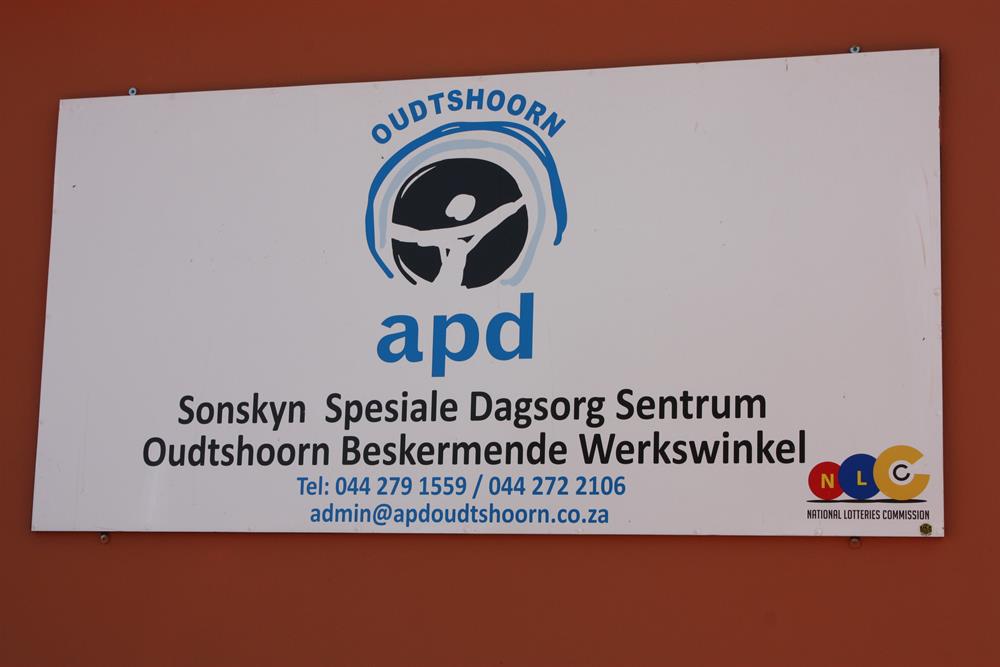 OUDTSHOORN
apd
Sonskyn Spesiale Dagsorg Sentrum
Oudtshoorn Beskermende Werkswinkel
Tel: 044 279 1559 / 044 272 2106
admin@apdoudtshoorn.co.za
N L C
NATIONAL LOTTERIES COMMISSION